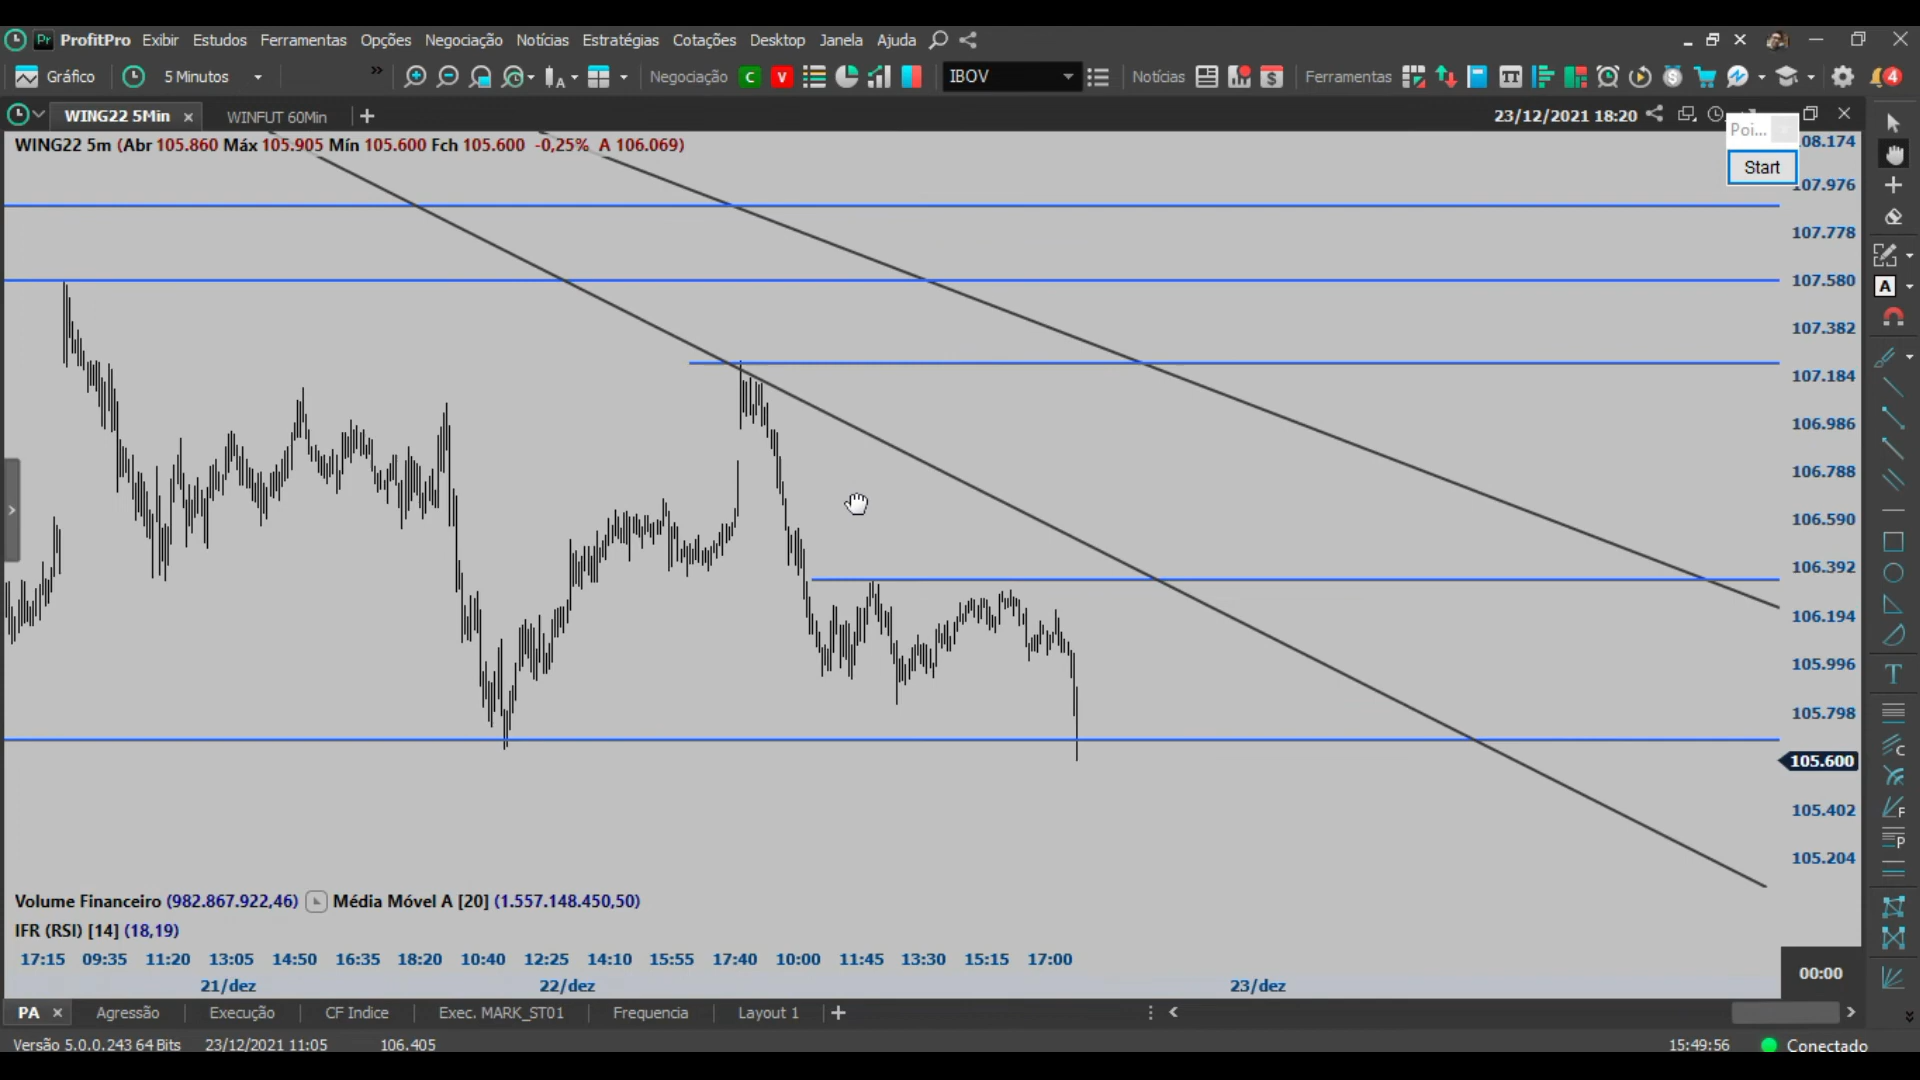 Pr ProfitPro Exibir Estudos Ferramentas Opções Negociação Notícias Estratégias Cotações Desktop Janela Ajuda
Gráfico 5 Minutos » A Negociação C V IBOV Notícias TT $ Ferramentas 4
WING22 5Min × WINFUT 60Min + 23/12/2021 18:20
WING22 5m (Abr 105.860 Máx 105.905 Mín 105.600 Fch 105.600 -0,25% A 106.069)
Poi...
Start
08.174
107.976
107.778
107.580
107.382
107.184
106.986
106.788
106.590
106.392
106.194
105.996
105.798
105.600
105.402
105.204
A
T
C
F
P
Volume Financeiro (982.867.922,46) Média Móvel A [20] (1.557.148.450,50)
IFR (RSI) [14] (18,19)
17:15 09:35 11:20 13:05 14:50 16:35 18:20 10:40 12:25 14:10 15:55 17:40 10:00 11:45 13:30 15:15 17:00
21/dez 22/dez 23/dez
00:00
PA × Agressão Execução CF Indice Exec. MARK_ST01 Frequencia Layout 1 +
Versão 5.0.0.243 64 Bits 23/12/2021 11:05 106.405 15:49:56 Conectado